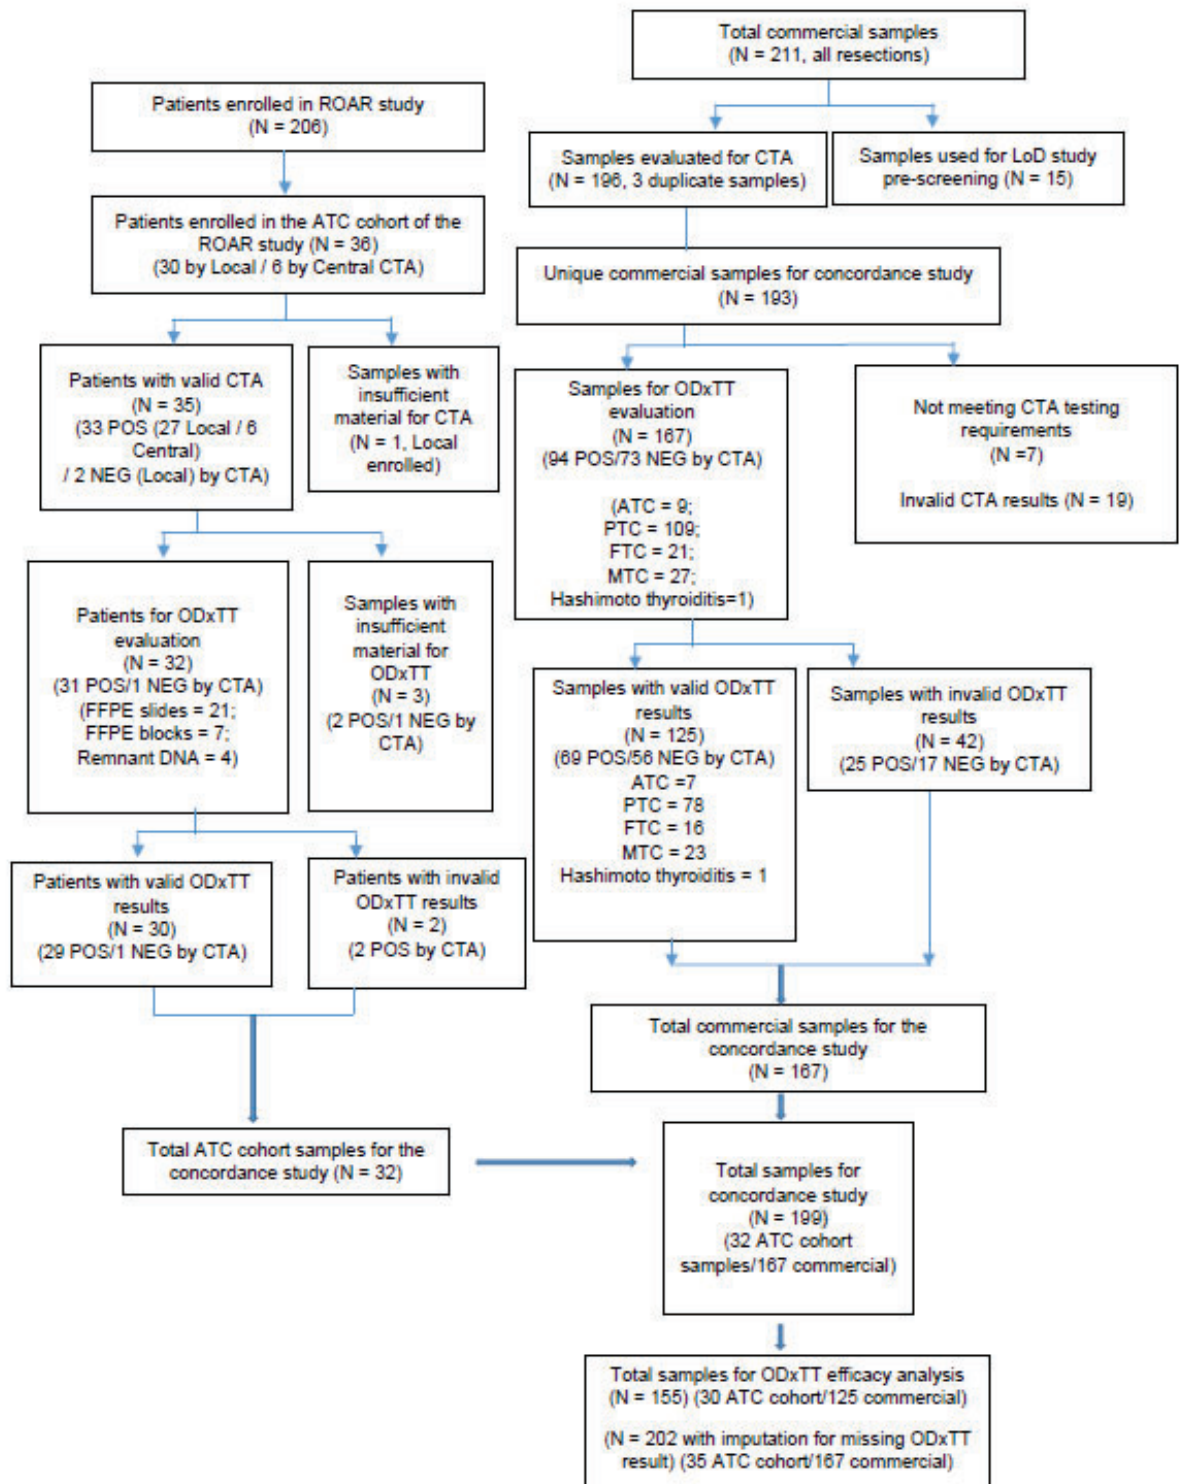 Total commercial samples
(N = 211, all resections)
Patients enrolled in ROAR study
(N = 206)
Samples evaluated for CTA
(N = 196, 3 duplicate samples)
Samples used for LoD study
pre-screening (N = 15)
Patients enrolled in the ATC cohort of the
ROAR study (N = 36)
(30 by Local / 6 by Central CTA)
Unique commercial samples for concordance study
(N = 193)
Patients with valid CTA
(N = 35)
(33 POS (27 Local / 6
Central)
/ 2 NEG (Local) by CTA)
Samples with
insufficient
material for CTA
(N = 1, Local
enrolled)
Samples for ODxTT
evaluation
(N = 167)
(94 POS/73 NEG by CTA)
(ATC = 9;
PTC = 109;
FTC = 21;
MTC = 27;
Hashimoto thyroiditis=1)
Not meeting CTA testing
requirements
(N =7)
Invalid CTA results (N = 19)
Patients for ODxTT
evaluation
(N = 32)
(31 POS/1 NEG by CTA)
(FFPE slides = 21;
FFPE blocks = 7;
Remnant DNA = 4)
Samples with
insufficient
material for
ODxTT
(N = 3)
(2 POS/1 NEG by
CTA)
Samples with valid ODxTT
results
(N = 125)
(69 POS/56 NEG by CTA)
ATC =7
PTC = 78
FTC = 16
MTC = 23
Hashimoto thyroiditis = 1
Samples with invalid ODxTT
results
(N = 42)
(25 POS/17 NEG by CTA)
Patients with valid ODxTT
results
(N = 30)
(29 POS/1 NEG by CTA)
Patients with invalid
ODxTT results
(N = 2)
(2 POS by CTA)
Total commercial samples for the
concordance study
(N = 167)
Total ATC cohort samples for the
concordance study (N = 32)
Total samples for
concordance study
(N = 199)
(32 ATC cohort
samples/167 commercial)
Total samples for ODxTT efficacy analysis
(N = 155) (30 ATC cohort/125 commercial)
(N = 202 with imputation for missing ODxTT
result) (35 ATC cohort/167 commercial)